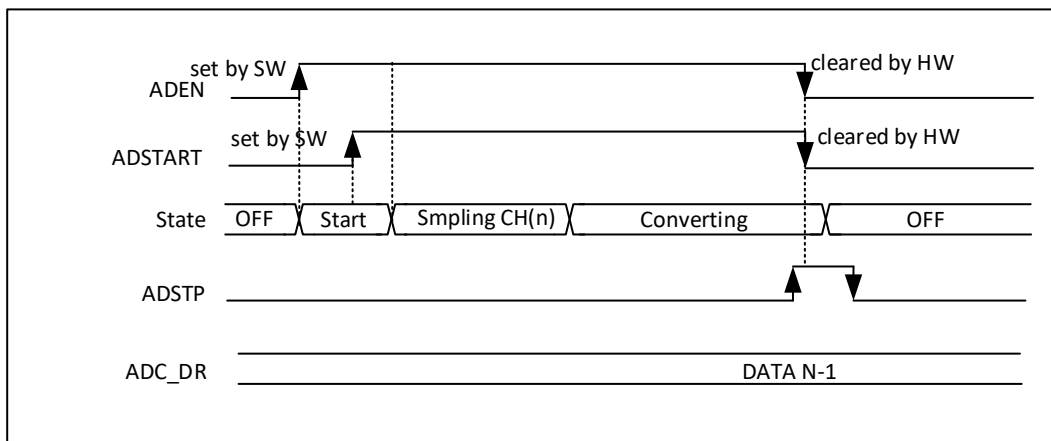 set by SW cleared by HW
ADEN
set by SW cleared by HW
ADSTART
State OFF Start Smpling CH(n) Converting OFF
ADSTP
ADC_DR DATA N-1